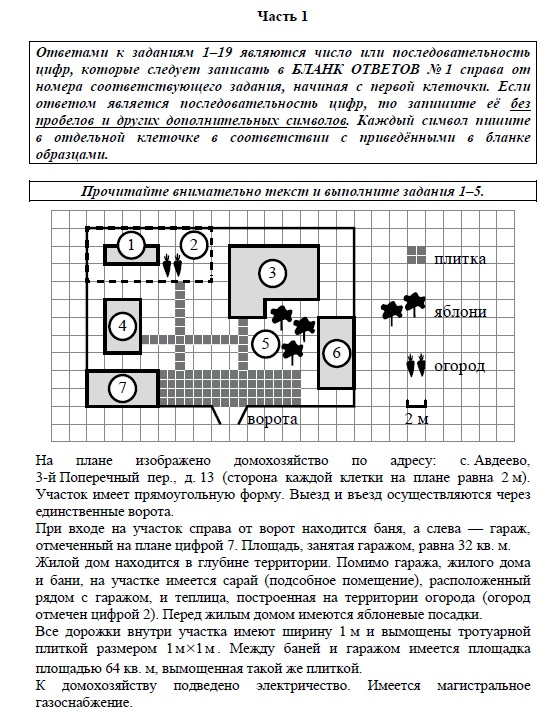 Часть 1
Ответами к заданиям 1–19 являются число или последовательность
цифр, которые следует записать в БЛАНК ОТВЕТОВ № 1 справа от
номера соответствующего задания, начиная с первой клеточки. Если
ответом является последовательность цифр, то запишите её без
пробелов и других дополнительных символов. Каждый символ пишите
в отдельной клеточке в соответствии с приведёнными в бланке
образцами.
Прочитайте внимательно текст и выполните задания 1–5.
1
2
3
плитка
4
яблони
5
6
огород
7
ворота
2 м
На плане изображено домохозяйство по адресу: с. Авдеево,
3-й Поперечный пер., д. 13 (сторона каждой клетки на плане равна 2 м).
Участок имеет прямоугольную форму. Выезд и въезд осуществляются через
единственные ворота.
При входе на участок справа от ворот находится баня, а слева — гараж,
отмеченный на плане цифрой 7. Площадь, занятая гаражом, равна 32 кв. м.
Жилой дом находится в глубине территории. Помимо гаража, жилого дома
и бани, на участке имеется сарай (подсобное помещение), расположенный
рядом с гаражом, и теплица, построенная на территории огорода (огород
отмечен цифрой 2). Перед жилым домом имеются яблоневые посадки.
Все дорожки внутри участка имеют ширину 1 м и вымощены тротуарной
плиткой размером 1м×1м. Между баней и гаражом имеется площадка
площадью 64 кв. м, вымощенная такой же плиткой.
К домохозяйству подведено электричество. Имеется магистральное
газоснабжение.